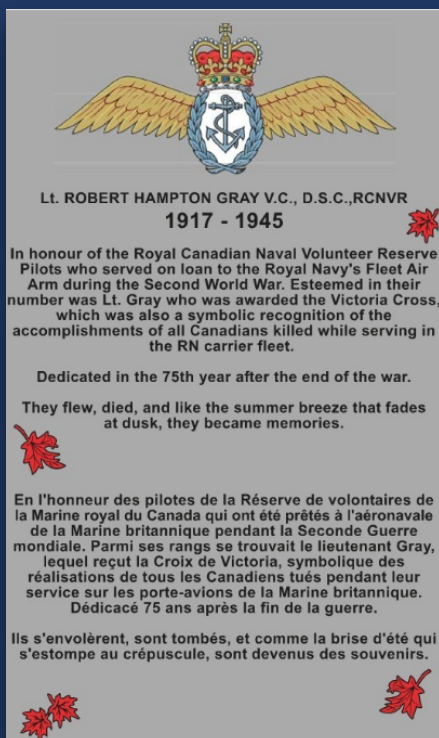 Lt. ROBERT HAMPTON GRAY V.C., D.S.C.,RCNVR
1917 - 1945
In honour of the Royal Canadian Naval Volunteer Reserve
Pilots who served on loan to the Royal Navy's Fleet Air
Arm during the Second World War. Esteemed in their
number was Lt. Gray who was awarded the Victoria Cross,
which was also a symbolic recognition of the
accomplishments of all Canadians killed while serving in
the RN carrier fleet.
Dedicated in the 75th year after the end of the war.
They flew, died, and like the summer breeze that fades
at dusk, they became memories.
En l'honneur des pilotes de la Réserve de volontaires de
la Marine royal du Canada qui ont été prêtés à l'aéronavale
de la Marine britannique pendant la Seconde Guerre
mondiale. Parmi ses rangs se trouvait le lieutenant Gray,
lequel reçut la Croix de Victoria, symbolique des
réalisations de tous les Canadiens tués pendant leur
service sur les porte-avions de la Marine britannique.
Dédicacé 75 ans après la fin de la guerre.
Ils s'envolèrent, sont tombés, et comme la brise d'été qui
s'estompe au crépuscule, sont devenus des souvenirs.